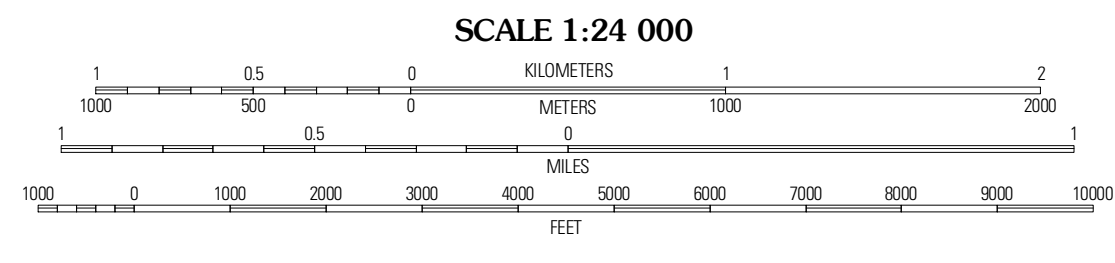 SCALE 1:24 000
1 0.5 0 KILOMETERS 1 2
1000 500 0 METERS 1000 2000
1 0.5 0 1
MILES
1000 0 1000 2000 3000 4000 5000 6000 7000 8000 9000 10000
FEET